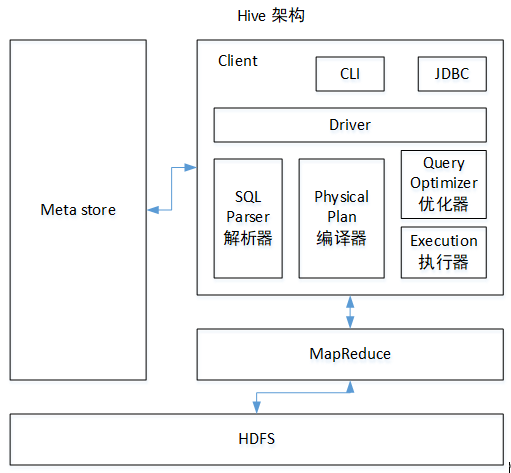 Hive 架构
Client
CLI
JDBC
Driver
Meta store
SQL
Parser
解析器
Physical
Plan
编译器
Query
Optimizer
优化器
Execution
执行器
MapReduce
HDFS